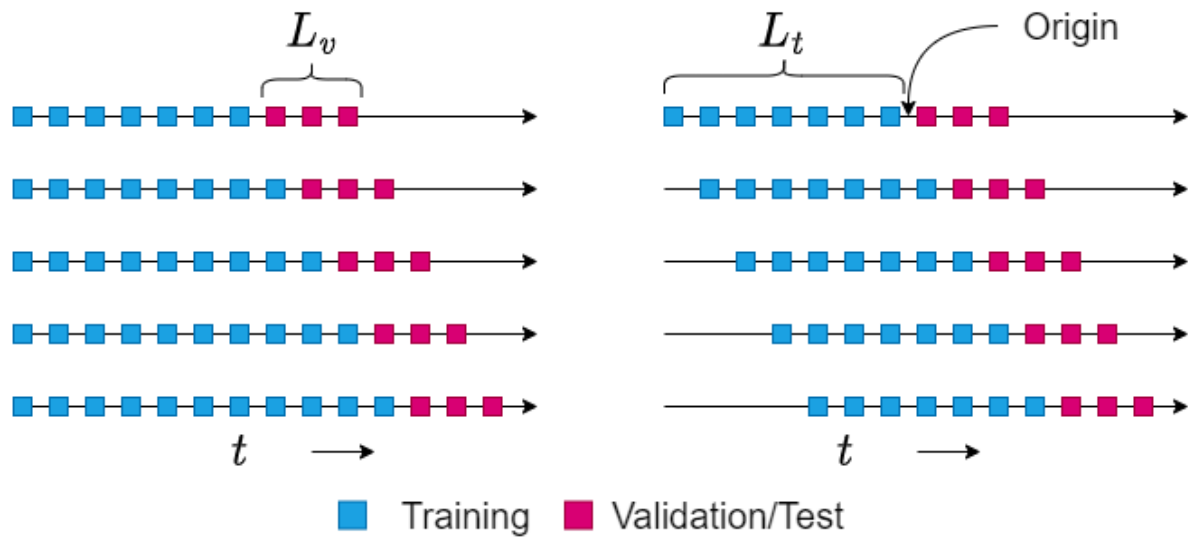 L_v
L_t
Origin
t
t
Training
Validation/Test